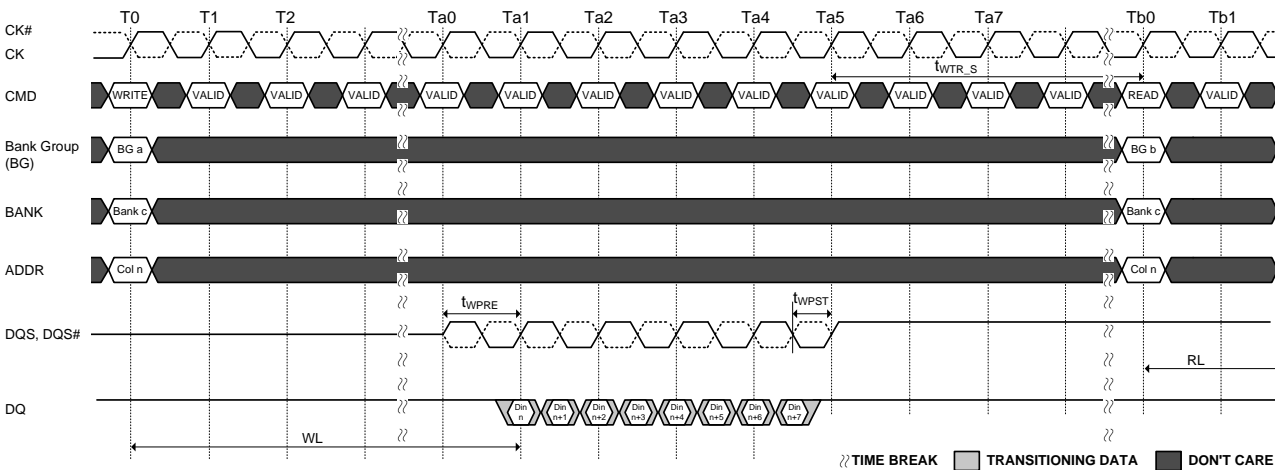 T0 T1 T2 Ta0 Ta1 Ta2 Ta3 Ta4 Ta5 Ta6 Ta7 Tb0 Tb1
CK#
CK
tWTR_S
CMD WRITE VALID VALID VALID VALID VALID VALID VALID VALID VALID VALID VALID VALID READ VALID
Bank Group
(BG)
BG a BG b
BANK Bank c Bank c
ADDR Col n Col n
tWPRE tWPST
DQS, DQS#
RL
DQ
Din Din Din Din Din Din Din
n n+1 n+2 n+3 n+4 n+5 n+6 n+7
WL
TIME BREAK TRANSITIONING DATA DON'T CARE